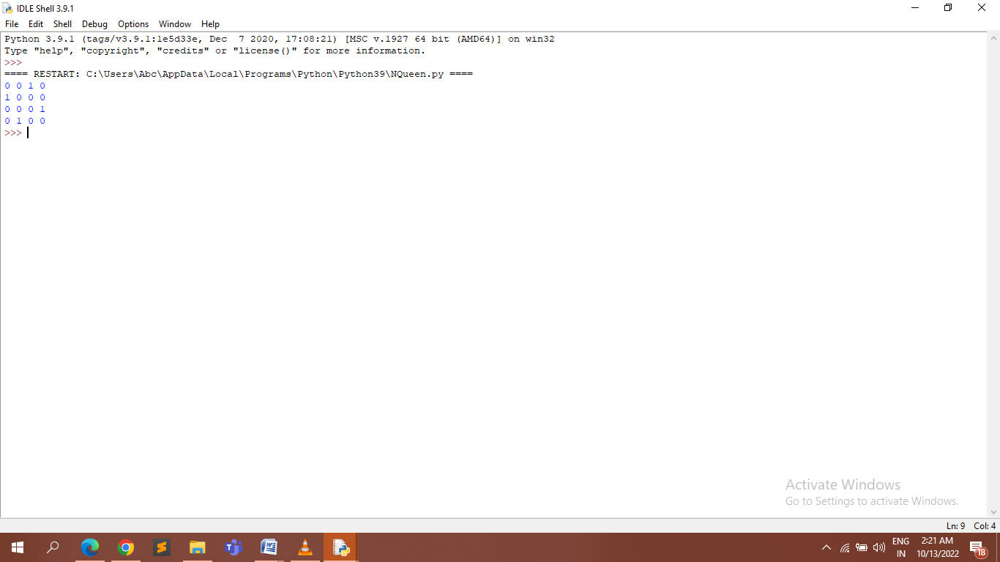 IDLE Shell 3.9.1
File Edit Shell Debug Options Window Help
Python 3.9.1 (tags/v3.9.1:1e5d33e, Dec  7 2020, 17:08:21) [MSC v.1927 64 bit (AMD64)] on win32
Type "help", "copyright", "credits" or "license()" for more information.
>>>
==== RESTART: C:\Users\Abc\AppData\Local\Programs\Python\Python39\NQueen.py ====
0 0 1 0
1 0 0 0
0 0 0 1
0 1 0 0
>>>
Activate Windows
Go to Settings to activate Windows.
Ln: 9 Col: 4
ENG 2:21 AM
IN 10/13/2022
18